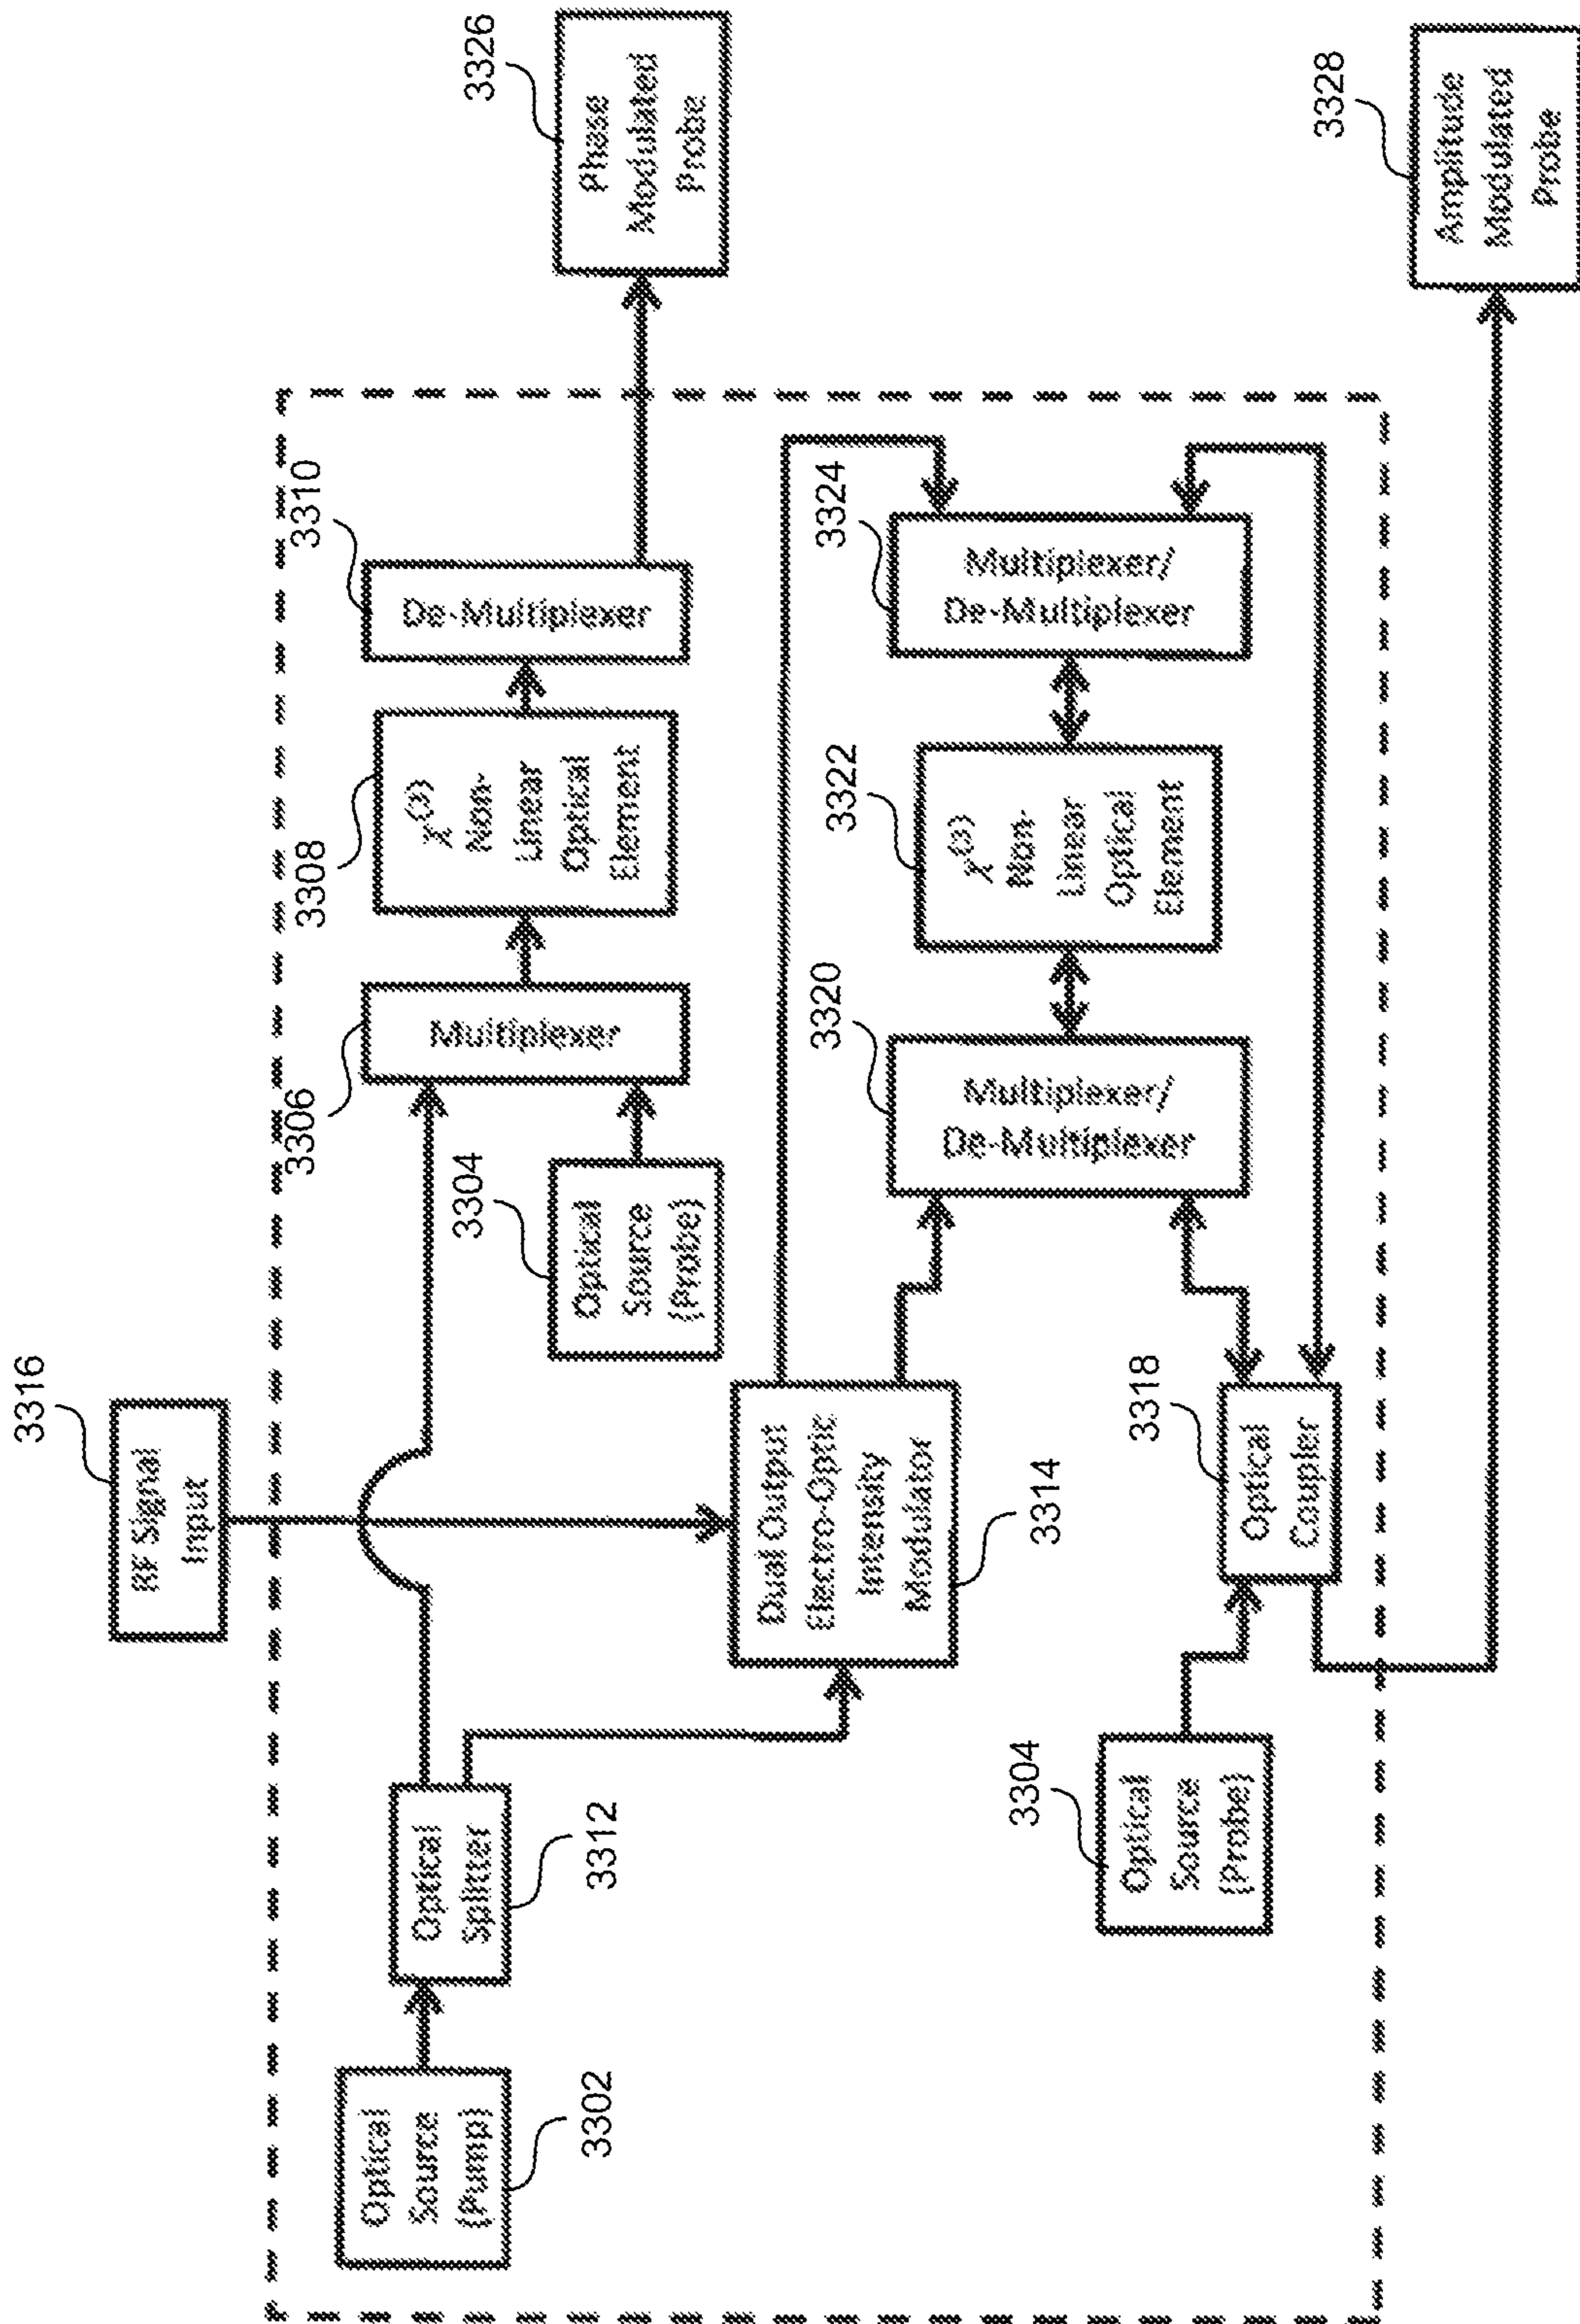 3316
RF Signal
Input
3326
Phase
Modulated
Probe
3302
Optical
Source
(Pump)
3312
Optical
Splitter
3304
Optical
Source
(Probe)
3306
Multiplexer
3308
χ(3)
Non-
Linear
Optical
Element
3310
De-Multiplexer
3314
Dual Output
Electro-Optic
Intensity
Modulator
3320
Multiplexer/
De-Multiplexer
3322
χ(3)
Non-
Linear
Optical
Element
3324
Multiplexer/
De-Multiplexer
3304
Optical
Source
(Probe)
3318
Optical
Coupler
3328
Amplitude
Modulated
Probe